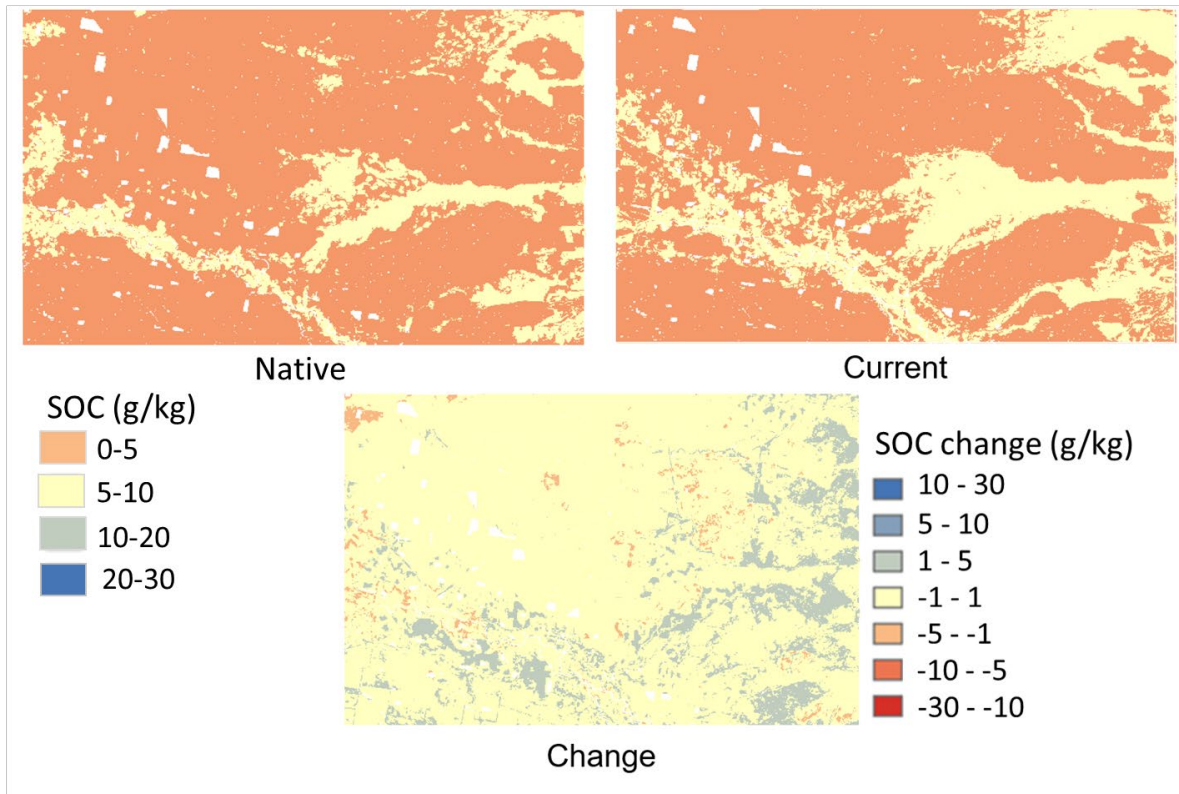 Native
Current
SOC (g/kg)
0-5
5-10
10-20
20-30
SOC change (g/kg)
10 - 30
5 - 10
1 - 5
-1 - 1
-5 - -1
-10 - -5
-30 - -10
Change